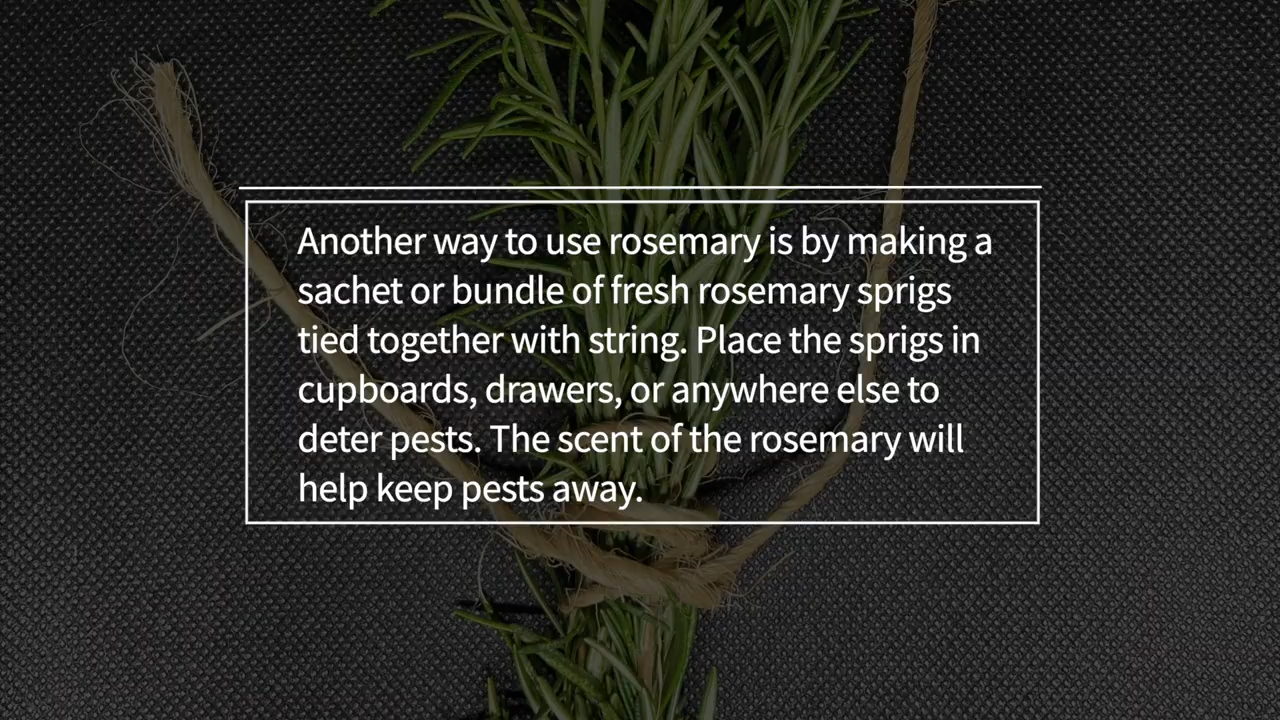 Another way to use rosemary is by making a
sachet or bundle of fresh rosemary sprigs
tied together with string. Place the sprigs in
cupboards, drawers, or anywhere else to
deter pests. The scent of the rosemary will
help keep pests away.